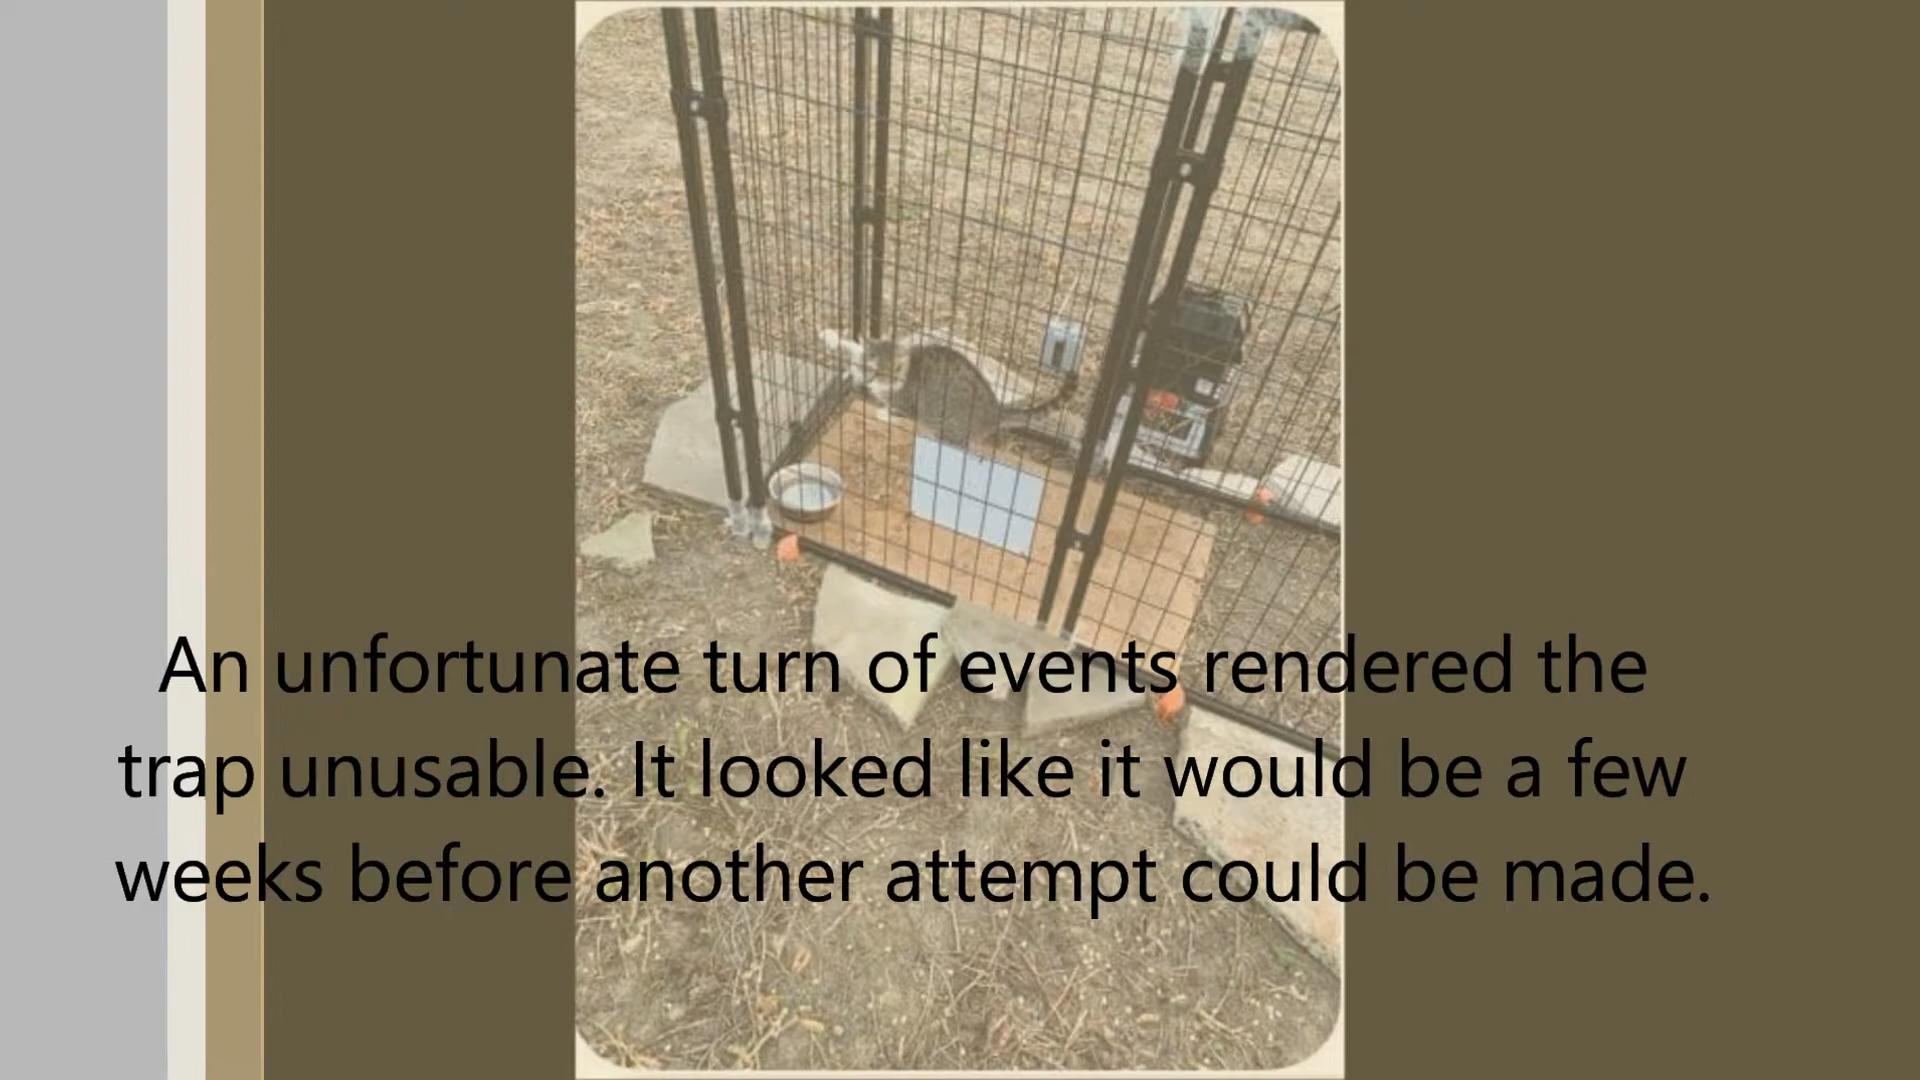 An unfortunate turn of events rendered the
trap unusable. It looked like it would be a few
weeks before another attempt could be made.